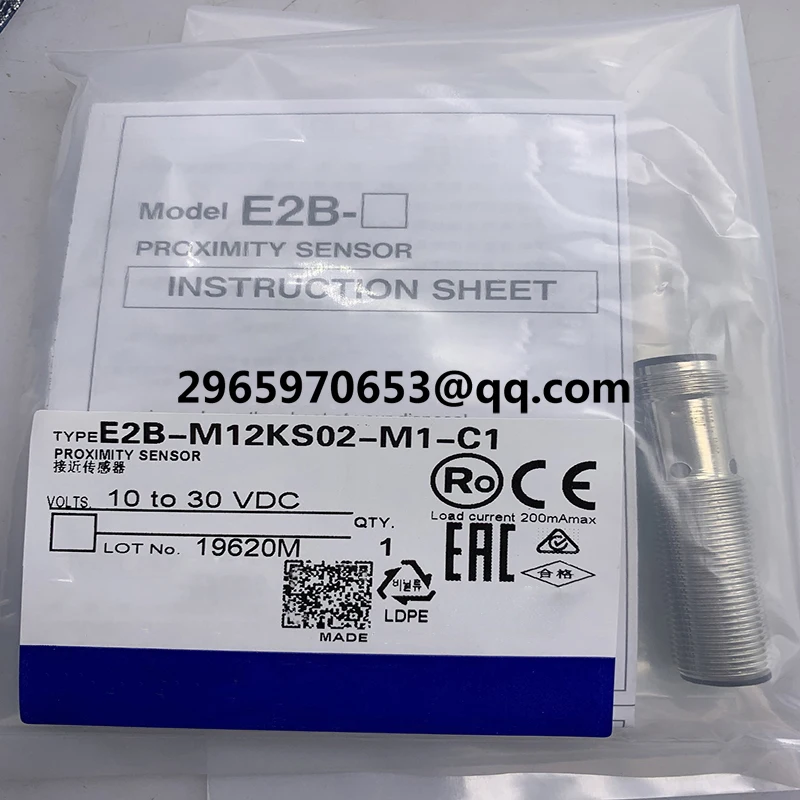 Model E2B-□
PROXIMITY SENSOR
INSTRUCTION SHEET
2965970653@qq.com
TYPE E2B-M12KS02-M1-C1
PROXIMITY SENSOR
接近传感器
VOLTS. 10 to 30 VDC
QTY.
LOT No. 19620M 1
Ro CE
Load current 200mAmax
EAC
合格
비닐류
LDPE
MADE